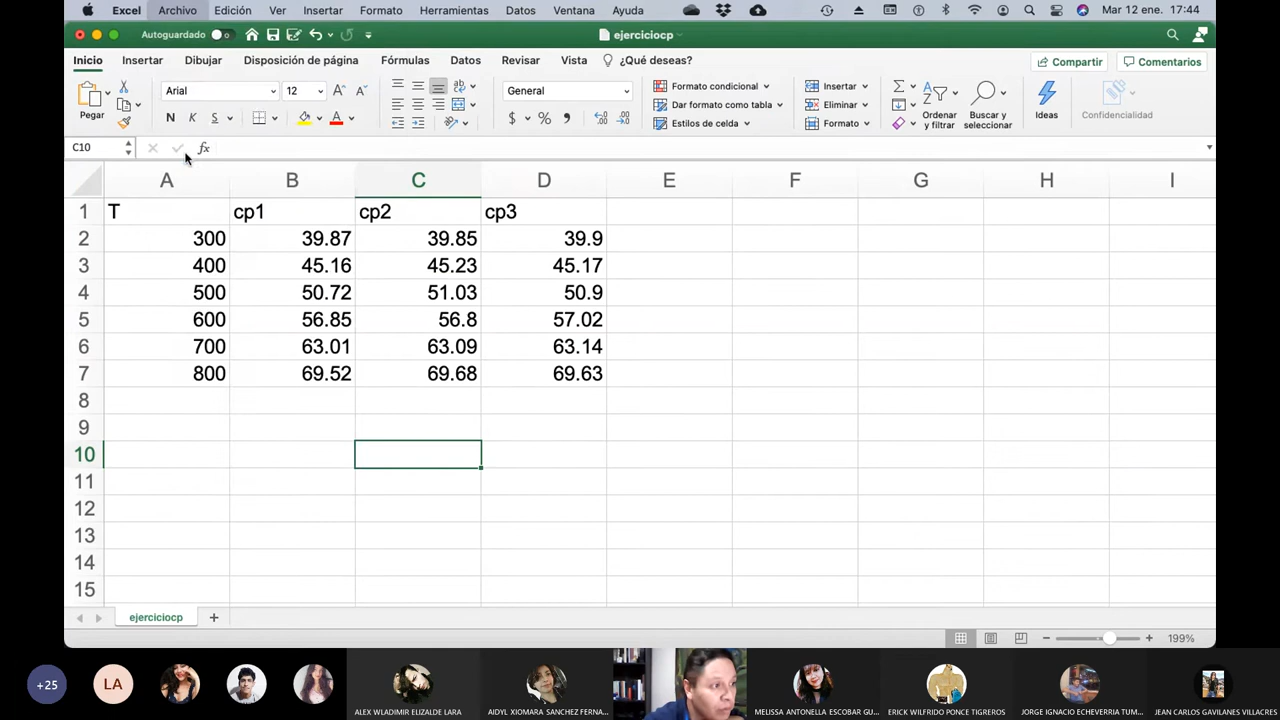 Excel Archivo Edición Ver Insertar Formato Herramientas Datos Ventana Ayuda Mar 12 ene. 17:44
Autoguardado ejerciciocp
Inicio Insertar Dibujar Disposición de página Fórmulas Datos Revisar Vista ¿Qué deseas? Compartir Comentarios
Pegar Arial 12 General Formato condicional Insertar
Dar formato como tabla Eliminar
N K S A $ % Estilos de celda Formato
Ordenar y filtrar
Buscar y seleccionar
Ideas
Confidencialidad
C10 fx
A B C D E F G H I
1 T cp1 cp2 cp3
2 300 39.87 39.85 39.9
3 400 45.16 45.23 45.17
4 500 50.72 51.03 50.9
5 600 56.85 56.8 57.02
6 700 63.01 63.09 63.14
7 800 69.52 69.68 69.63
8
9
10
11
12
13
14
15
ejerciciocp +
199%
+25 LA ALEX WLADIMIR ELIZALDE LARA AIDYL XIOMARA SANCHEZ FERNA... MELISSA ANTONELLA ESCOBAR GU... ERICK WILFRIDO PONCE TIGREROS JORGE IGNACIO ECHEVERRIA TUM... JEAN CARLOS GAVILANES VILLACRES